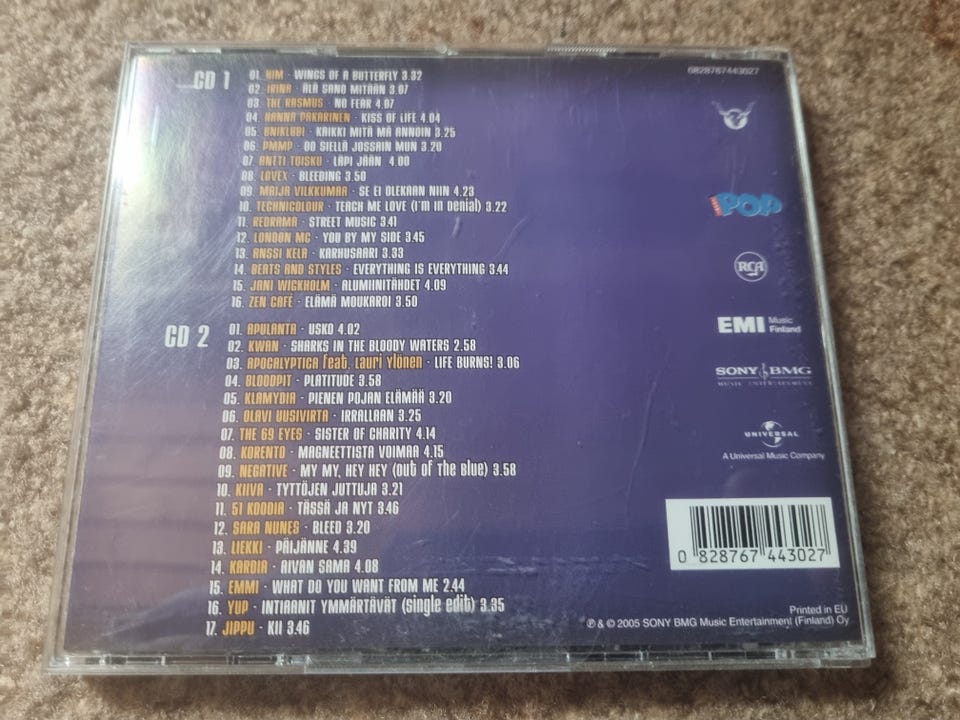 CD 1
01. HIM · WINGS OF A BUTTERFLY 3.32
02. IRINA · ÄLÄ SANO MITÄÄN 3.07
03. THE RASMUS · NO FEAR 4.07
04. HANNA PAKARINEN · KISS OF LIFE 4.04
05. UNIKLUBI · KAIKKI MITÄ MÄ ANNOIN 3.25
06. PMMP · OO SIELLÄ JOSSAIN MUN 3.20
07. ANTTI TUISKU · LÄPI JÄÄN 4.00
08. LOVEX · BLEEDING 3.50
09. MAIJA VILKKUMAA · SE EI OLEKAAN NIIN 4.23
10. TECHNICOLOUR · TEACH ME LOVE (I'm in Denial) 3.22
11. REDRAMA · STREET MUSIC 3.41
12. LONDON MC · YOU BY MY SIDE 3.45
13. ANSSI KELA · KARHUSAARI 3.33
14. BEATS AND STYLES · EVERYTHING IS EVERYTHING 3.44
15. JANI WICKHOLM · ALUMIINITÄHDET 4.09
16. ZEN CAFÉ · ELÄMÄ MOUKAROI 3.50
CD 2
01. APULANTA · USKO 4.02
02. KWAN · SHARKS IN THE BLOODY WATERS 2.58
03. APOCALYPTICA feat. Lauri Ylönen · LIFE BURNS! 3.06
04. BLOODPIT · PLATITUDE 3.58
05. KLAMYDIA · PIENEN POJAN ELÄMÄÄ 3.20
06. OLAVI UUSIVIRTA · IRRALLAAN 3.25
07. THE 69 EYES · SISTER OF CHARITY 4.14
08. KORENTO · MAGNEETTISTA VOIMAA 4.15
09. NEGATIVE · MY MY, HEY HEY (Out of the Blue) 3.58
10. KIIVA · TYTTÖJEN JUTTUJA 3.21
11. 51 KOODIA · TÄSSÄ JA NYT 3.46
12. SARA NUNES · BLEED 3.20
13. LIEKKI · PÄIJÄNNE 4.39
14. KARDIA · AIVAN SAMA 4.08
15. EMMI · WHAT DO YOU WANT FROM ME 2.44
16. YUP · INTIAANIT YMMÄRTÄVÄT (single edit) 3.35
17. JIPPU · KII 3.46
0828767443027
POP
RCA
EMI Music
Finland
SONY BMG
MUSIC ENTERTAINMENT
UNIVERSAL
A Universal Music Company
0 828767 443027
Printed in EU
℗ & © 2005 SONY BMG Music Entertainment (Finland) Oy